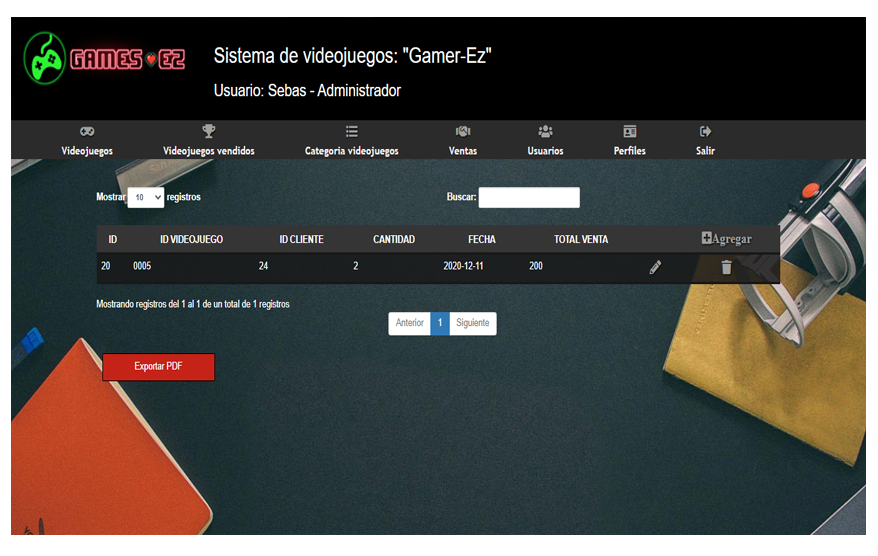 GAMES EZ
Sistema de videojuegos: "Gamer-Ez"
Usuario: Sebas - Administrador
Videojuegos Videojuegos vendidos Categoria videojuegos Ventas Usuarios Perfiles Salir
Mostrar 10 registros Buscar:
ID ID VIDEOJUEGO ID CLIENTE CANTIDAD FECHA TOTAL VENTA Agregar
20 0005 24 2 2020-12-11 200
Mostrando registros del 1 al 1 de un total de 1 registros
Anterior 1 Siguiente
Exportar PDF